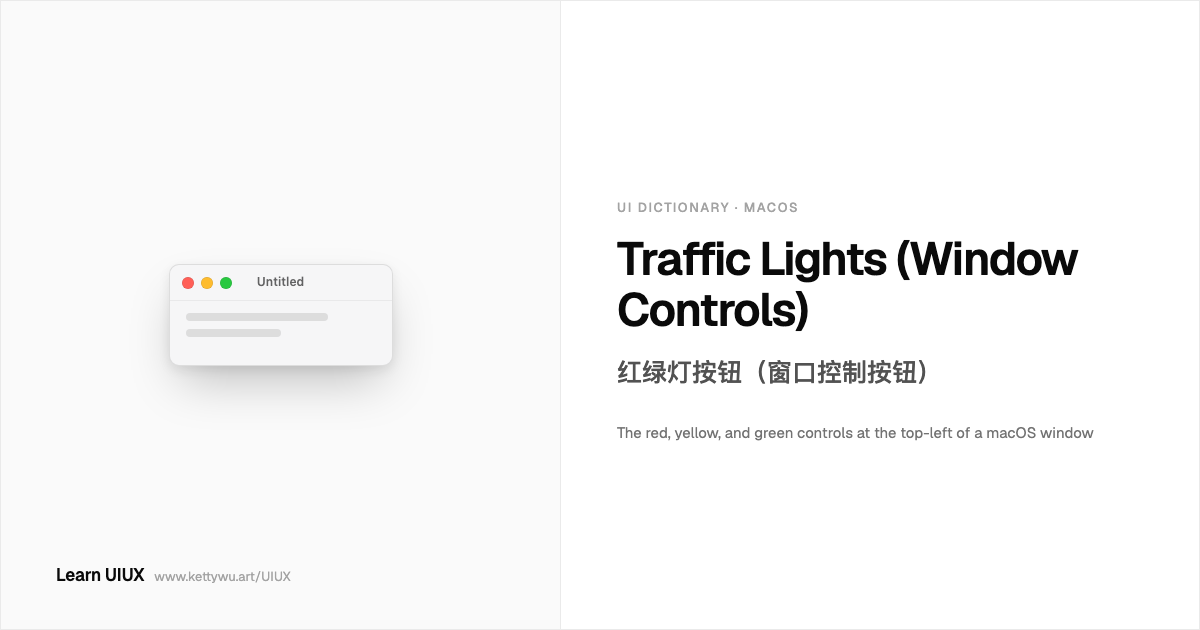 Untitled
Learn UIUX www.kettywu.art/UIUX
UI DICTIONARY · MACOS
Traffic Lights (Window
Controls)
红绿灯按钮（窗口控制按钮）
The red, yellow, and green controls at the top-left of a macOS window